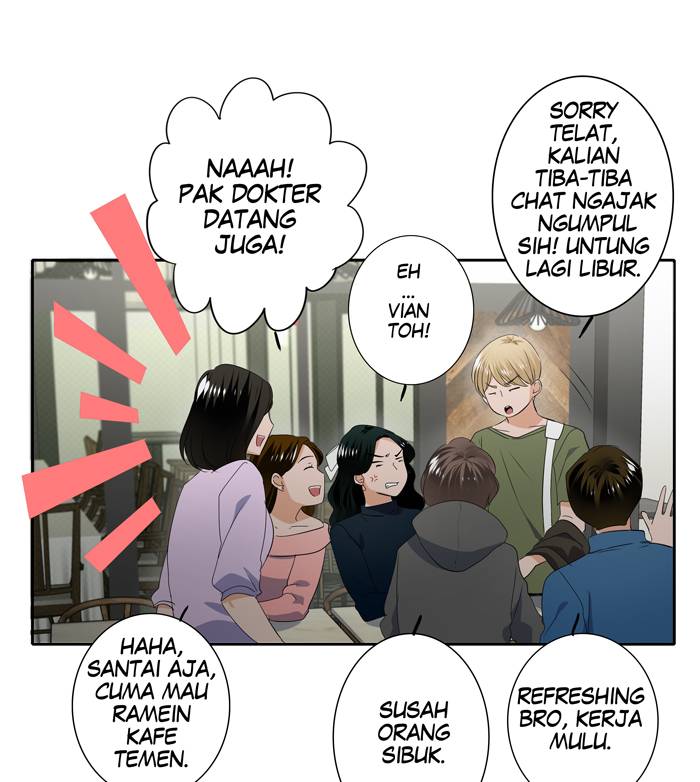 NAAAH!
PAK DOKTER
DATANG
JUGA!
EH
...
VIAN
TOH!
SORRY
TELAT,
KALIAN
TIBA-TIBA
CHAT NGAJAK
NGUMPUL
SIH! UNTUNG
LAGI LIBUR.
HAHA,
SANTAI AJA,
CUMA MAU
RAMEIN
KAFE
TEMEN.
SUSAH
ORANG
SIBUK.
REFRESHING
BRO, KERJA
MULU.